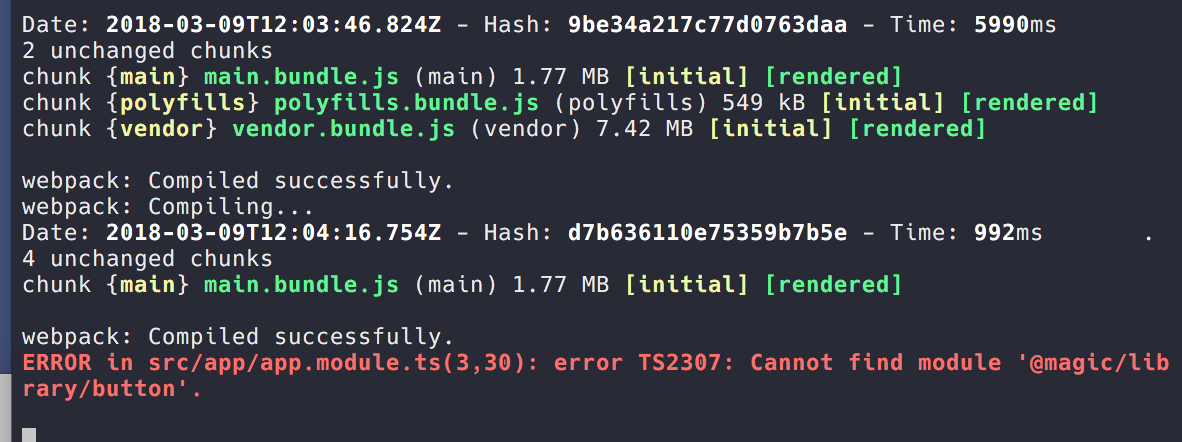 Date: 2018-03-09T12:03:46.824Z - Hash: 9be34a217c77d0763daa - Time: 5990ms
2 unchanged chunks
chunk {main} main.bundle.js (main) 1.77 MB [initial] [rendered]
chunk {polyfills} polyfills.bundle.js (polyfills) 549 kB [initial] [rendered]
chunk {vendor} vendor.bundle.js (vendor) 7.42 MB [initial] [rendered]
webpack: Compiled successfully.
webpack: Compiling...
Date: 2018-03-09T12:04:16.754Z - Hash: d7b636110e75359b7b5e - Time: 992ms .
4 unchanged chunks
chunk {main} main.bundle.js (main) 1.77 MB [initial] [rendered]
webpack: Compiled successfully.
ERROR in src/app/app.module.ts(3,30): error TS2307: Cannot find module '@magic/lib
rary/button'.